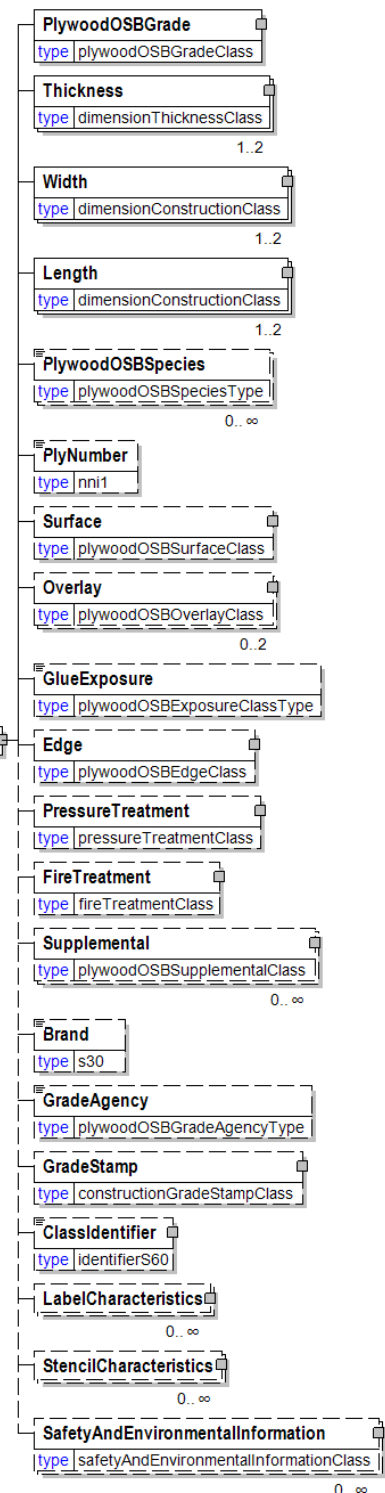 PlywoodOSBGrade
type plywoodOSBGradeClass
Thickness
type dimensionThicknessClass
1..2
Width
type dimensionConstructionClass
1..2
Length
type dimensionConstructionClass
1..2
PlywoodOSBSpecies
type plywoodOSBSpeciesType
0..∞
PlyNumber
type nni1
Surface
type plywoodOSBSurfaceClass
Overlay
type plywoodOSBOverlayClass
0..2
GlueExposure
type plywoodOSBExposureClassType
Edge
type plywoodOSBEdgeClass
PressureTreatment
type pressureTreatmentClass
FireTreatment
type fireTreatmentClass
Supplemental
type plywoodOSBSupplementalClass
0..∞
Brand
type s30
GradeAgency
type plywoodOSBGradeAgencyType
GradeStamp
type constructionGradeStampClass
ClassIdentifier
type identifierS60
LabelCharacteristics
0..∞
StencilCharacteristics
0..∞
SafetyAndEnvironmentalInformation
type safetyAndEnvironmentalInformationClass
0..∞